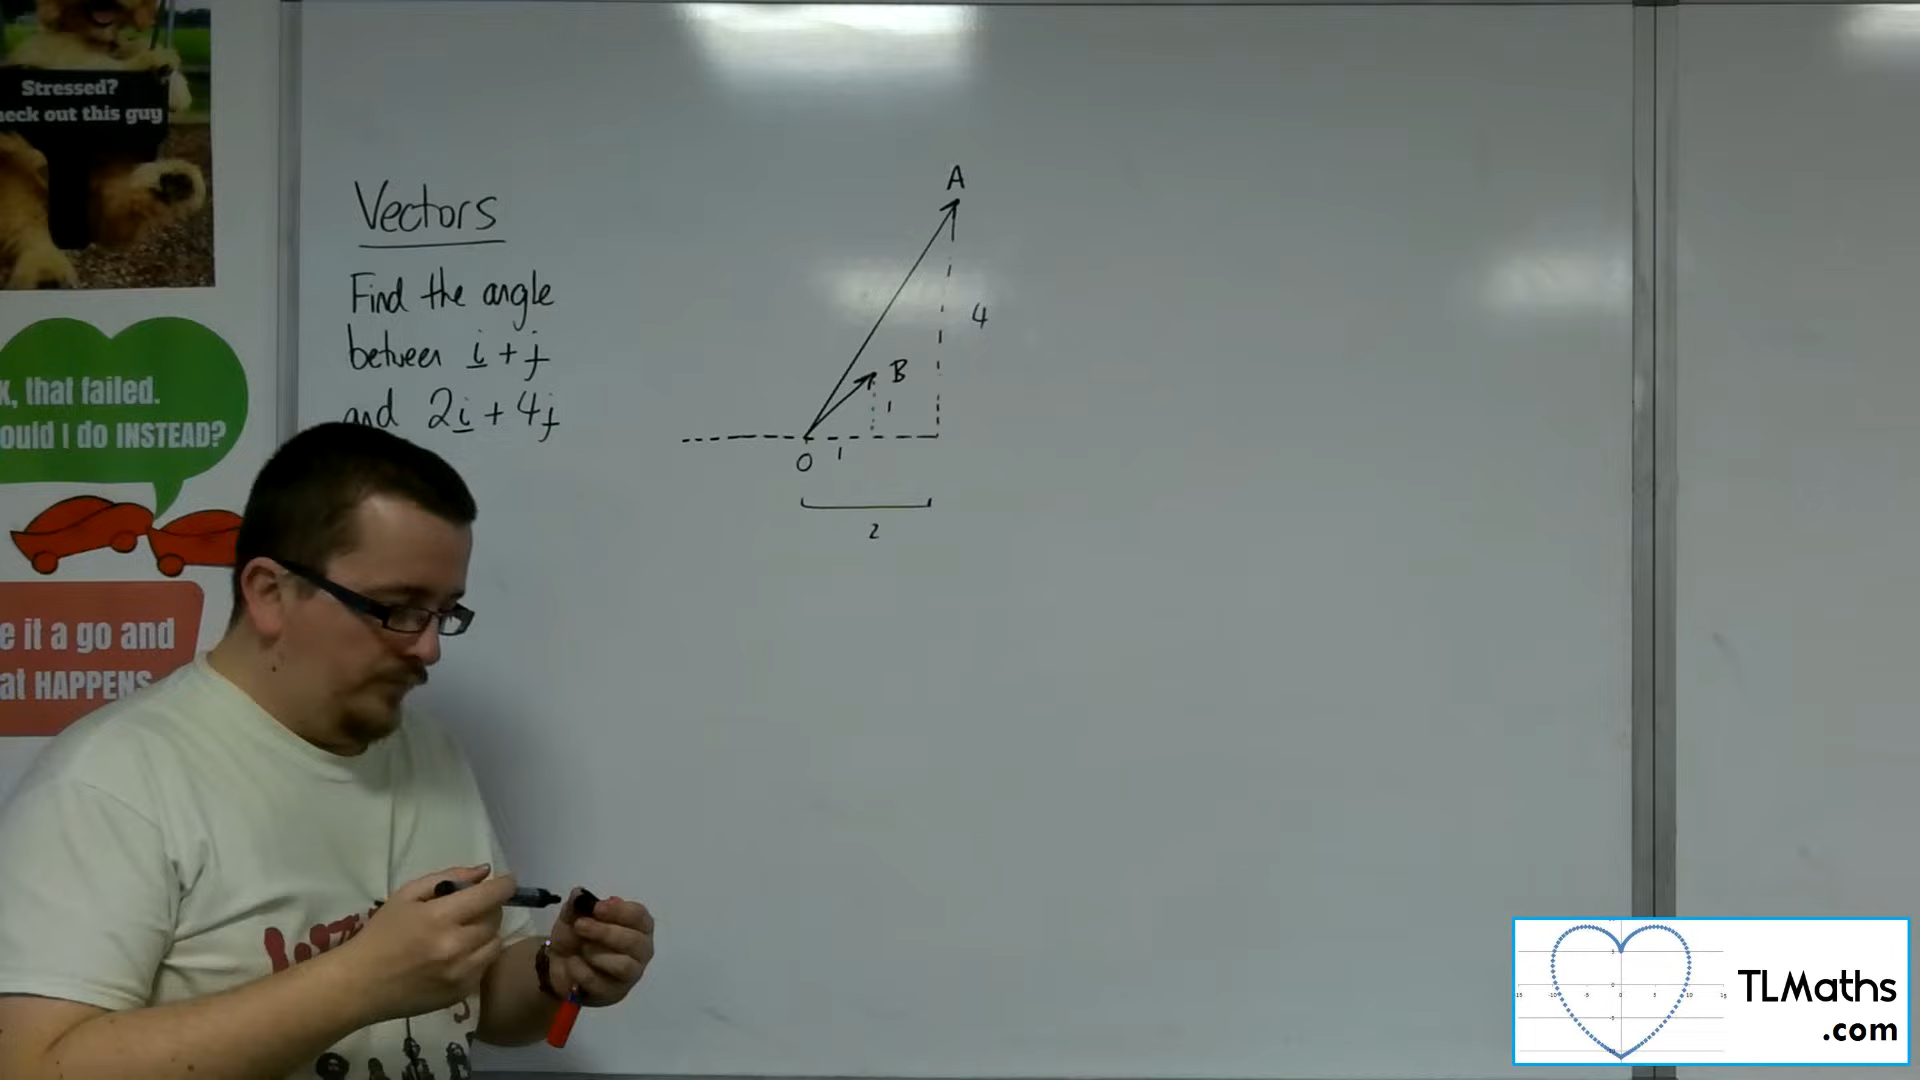 Stressed?
heck out this guy
Vectors
Find the angle
between i + j
and 2i + 4j
A
4
B
1
O 1
2
k, that failed.
ould I do INSTEAD?
e it a go and
at HAPPENS
TLMaths
.com